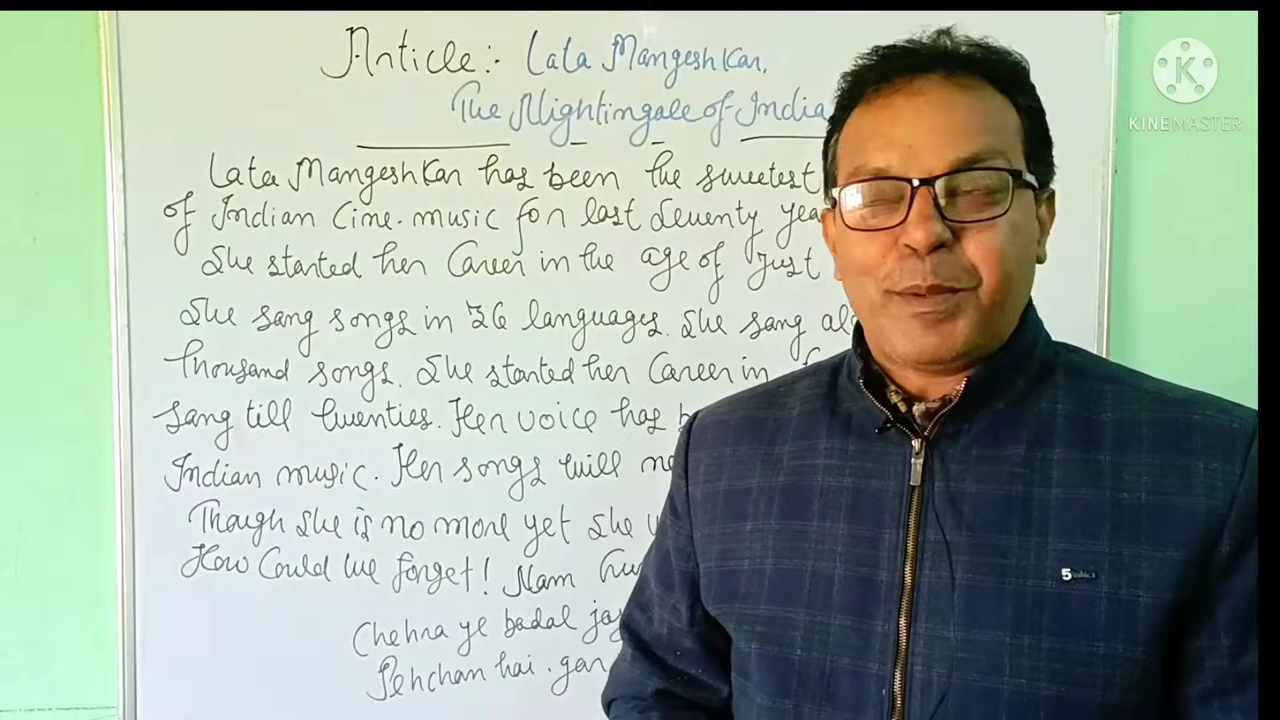 Article:- Lata Mangeshkar,
The Nightingale of India
Lata Mangeshkar has been the sweetest
of Indian Cine-music for last Seventy yea
She started her Career in the age of Just
She sang songs in 36 languages. She sang al
Thousand songs. She started her Career in
Sang till twenties. Her voice has b
Indian music. Her songs will ne
Though she is no more yet she w
How Could we forget! Nam
Chehra ye badal jay
Pehchan hai. gar
KINEMASTER